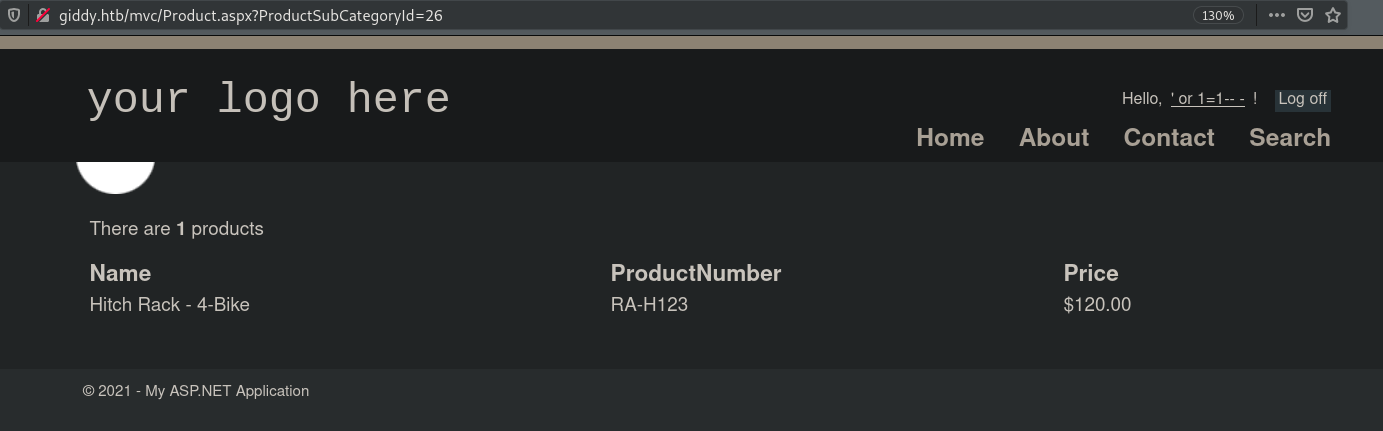 giddy.htb/mvc/Product.aspx?ProductSubCategoryId=26 130%
your logo here
Hello, ' or 1=1-- - ! Log off
Home About Contact Search
There are 1 products
Name ProductNumber Price
Hitch Rack - 4-Bike RA-H123 $120.00
© 2021 - My ASP.NET Application